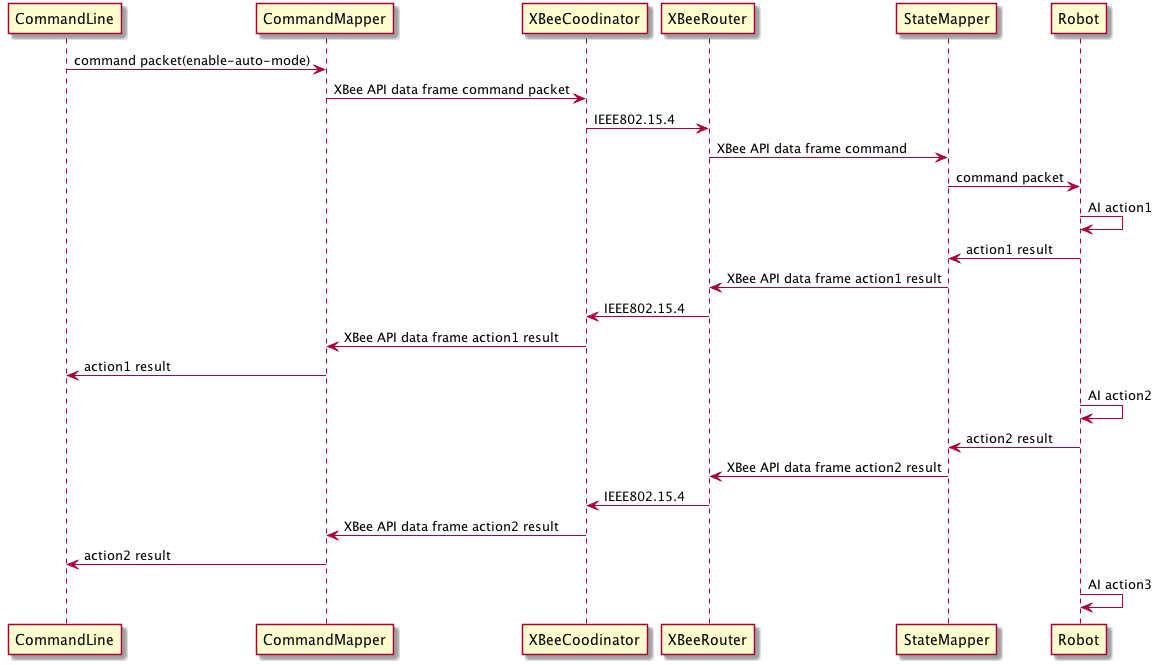 CommandLine CommandMapper XBeeCoodinator XBeeRouter StateMapper Robot
command packet(enable-auto-mode)
XBee API data frame command packet
IEEE802.15.4
XBee API data frame command
command packet
AI action1
action1 result
XBee API data frame action1 result
IEEE802.15.4
XBee API data frame action1 result
action1 result
AI action2
action2 result
XBee API data frame action2 result
IEEE802.15.4
XBee API data frame action2 result
action2 result
AI action3
CommandLine CommandMapper XBeeCoodinator XBeeRouter StateMapper Robot